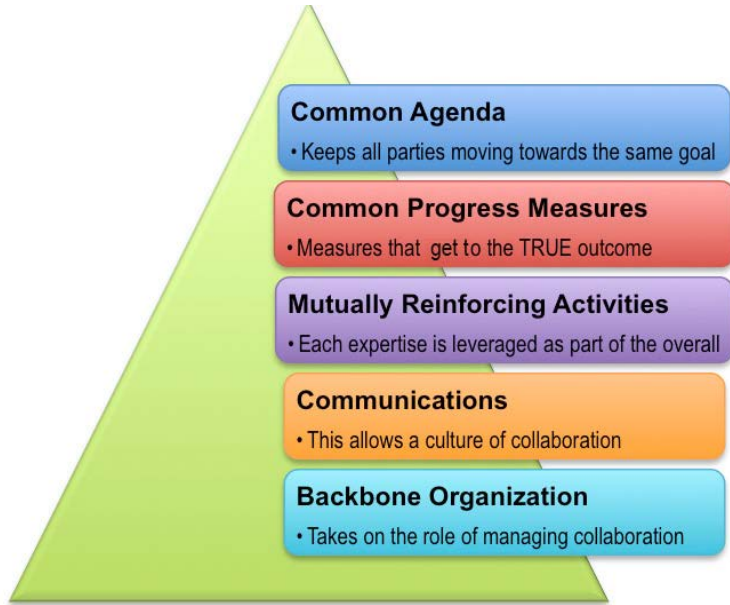 Common Agenda
• Keeps all parties moving towards the same goal
Common Progress Measures
• Measures that get to the TRUE outcome
Mutually Reinforcing Activities
• Each expertise is leveraged as part of the overall
Communications
• This allows a culture of collaboration
Backbone Organization
• Takes on the role of managing collaboration